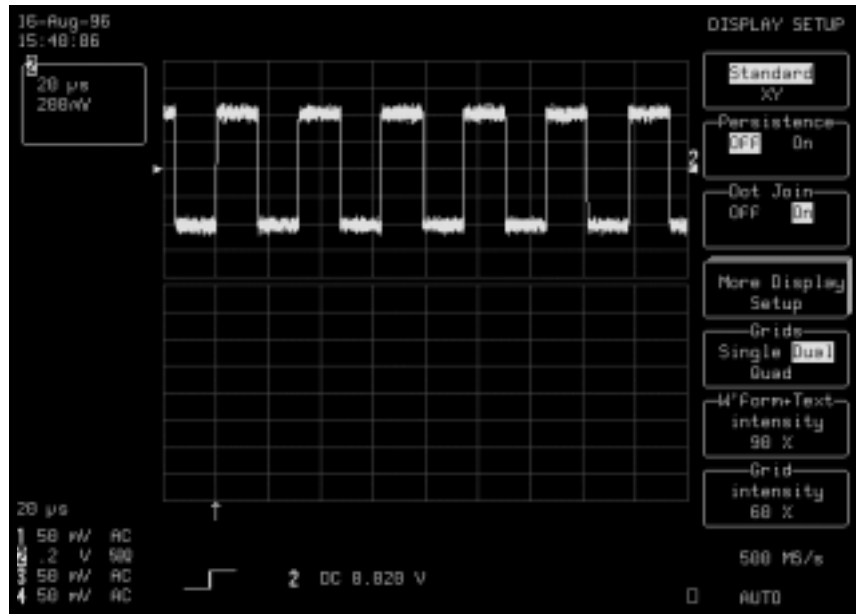 16-Aug-96
15:48:06
DISPLAY SETUP
2
20 µs
200mV
Standard
XY
Persistence
OFF On
2
Dot Join
OFF On
More Display
Setup
Grids
Single Dual
Quad
W'form+Text
intensity
90 %
Grid
intensity
60 %
20 µs
1 50 mV AC
2 .2 V 50Ω
3 50 mV AC
4 50 mV AC
2 DC 0.020 V
500 MS/s
AUTO